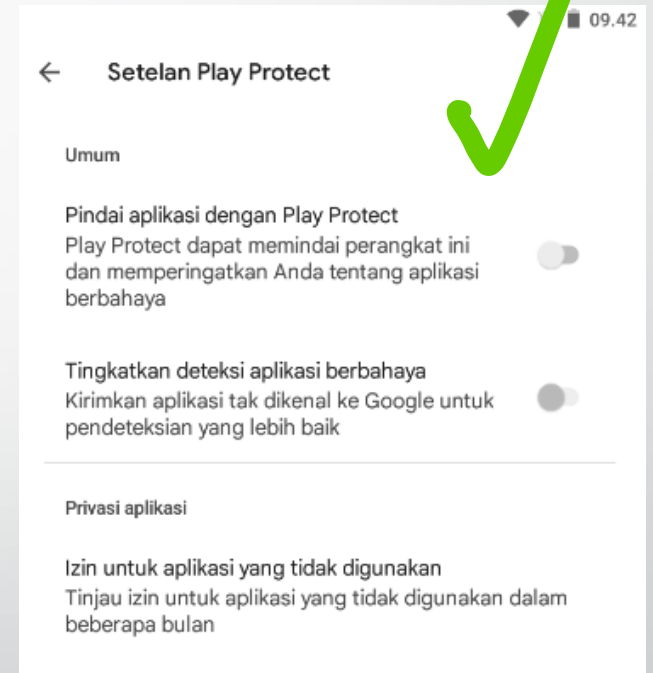 09.42
Setelan Play Protect
Umum
Pindai aplikasi dengan Play Protect
Play Protect dapat memindai perangkat ini
dan memperingatkan Anda tentang aplikasi
berbahaya
Tingkatkan deteksi aplikasi berbahaya
Kirimkan aplikasi tak dikenal ke Google untuk
pendeteksian yang lebih baik
Privasi aplikasi
Izin untuk aplikasi yang tidak digunakan
Tinjau izin untuk aplikasi yang tidak digunakan dalam
beberapa bulan